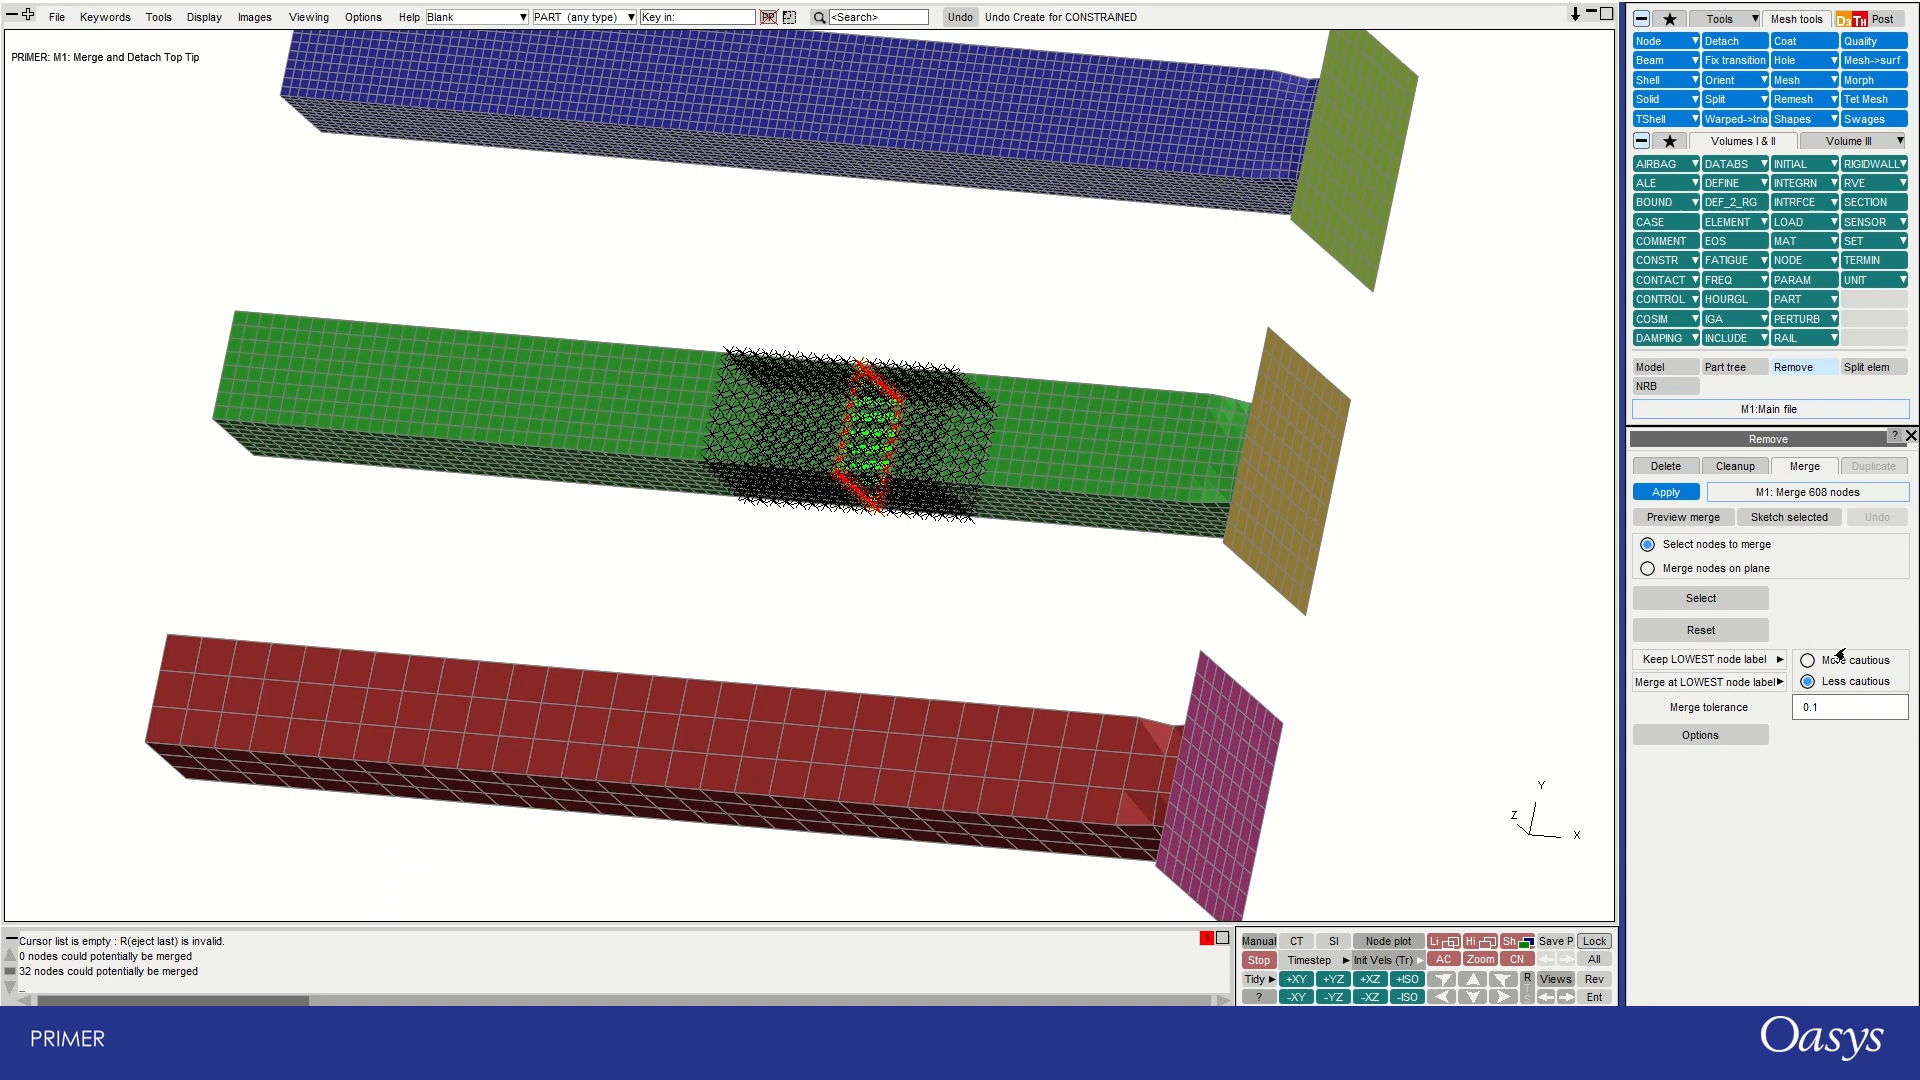 File Keywords Tools Display Images Viewing Options Help Blank PART (any type) Key in: <Search> Undo Undo Create for CONSTRAINED
PRIMER: M1: Merge and Detach Top Tip
Y
Z
X
Cursor list is empty : R(eject last) is invalid.
0 nodes could potentially be merged
32 nodes could potentially be merged
Manual CT SI Node plot Li Hi Sh Save P Lock
Stop Timestep Init Vels (Tr) AC Zoom CN All
Tidy +XY +YZ +XZ +ISO R Views Rev
? -XY -YZ -XZ -ISO Ent
Tools Mesh tools D3 TH Post
Node Detach Coat Quality
Beam Fix transition Hole Mesh->surf
Shell Orient Mesh Morph
Solid Split Remesh Tet Mesh
TShell Warped->tria Shapes Swages
Volumes I & II Volume III
AIRBAG DATABS INITIAL RIGIDWALL
ALE DEFINE INTEGRN RVE
BOUND DEF_2_RG INTRFCE SECTION
CASE ELEMENT LOAD SENSOR
COMMENT EOS MAT SET
CONSTR FATIGUE NODE TERMIN
CONTACT FREQ PARAM UNIT
CONTROL HOURGL PART
COSIM IGA PERTURB
DAMPING INCLUDE RAIL
Model Part tree Remove Split elem
NRB
M1:Main file
Remove ?
Delete Cleanup Merge Duplicate
Apply M1: Merge 608 nodes
Preview merge Sketch selected Undo
Select nodes to merge
Merge nodes on plane
Select
Reset
Keep LOWEST node label More cautious
Merge at LOWEST node label Less cautious
Merge tolerance 0.1
Options
PRIMER
Oasys